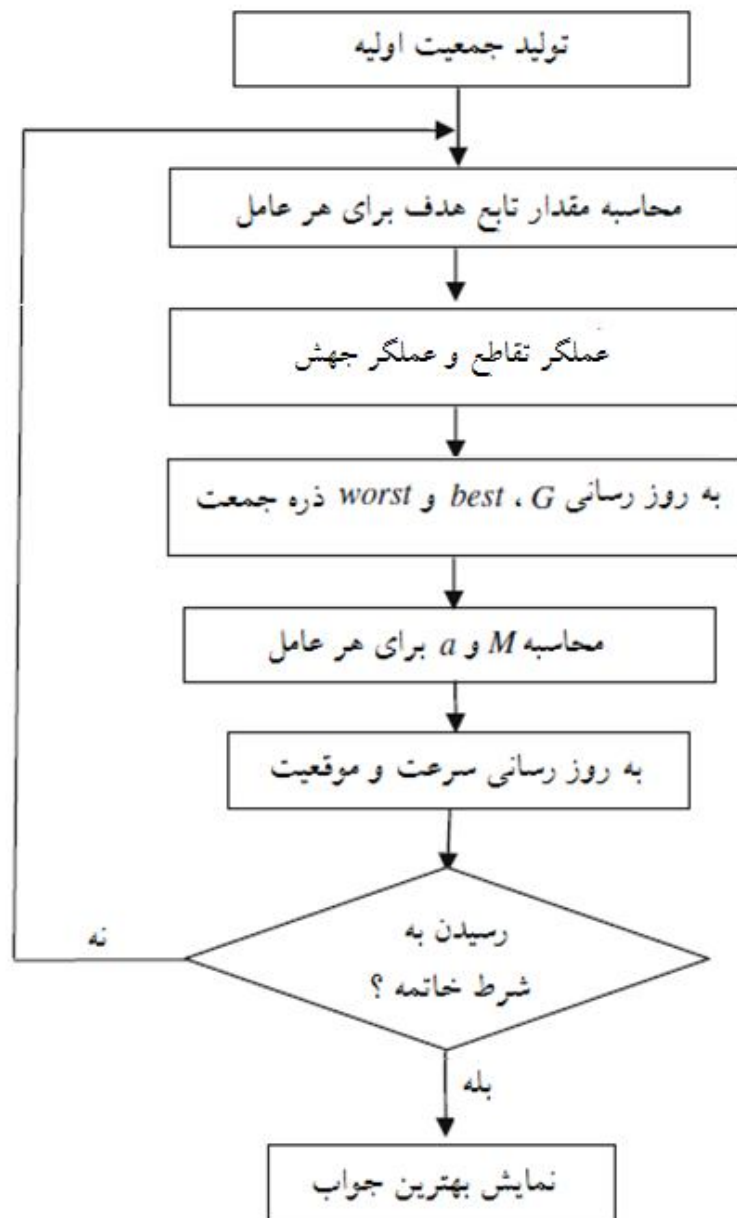 تولید جمعیت اولیه
محاسبه مقدار تابع هدف برای هر عامل
عملگر تقاطع و عملگر جهش
به روز رسانی G ، best و worst ذره جمعت
محاسبه M و a برای هر عامل
به روز رسانی سرعت و موقعیت
رسیدن به
شرط خاتمه ؟
نه
بله
نمایش بهترین جواب